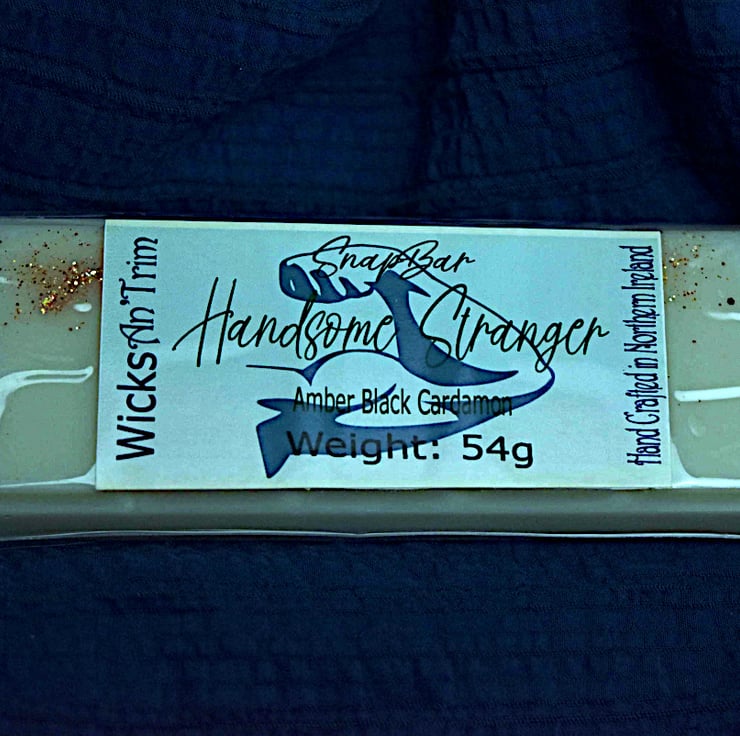 WicksAn'Trim
SnapBar
Handsome Stranger
Amber Black Cardamon
Weight: 54g
Hand Crafted in Northern Ireland